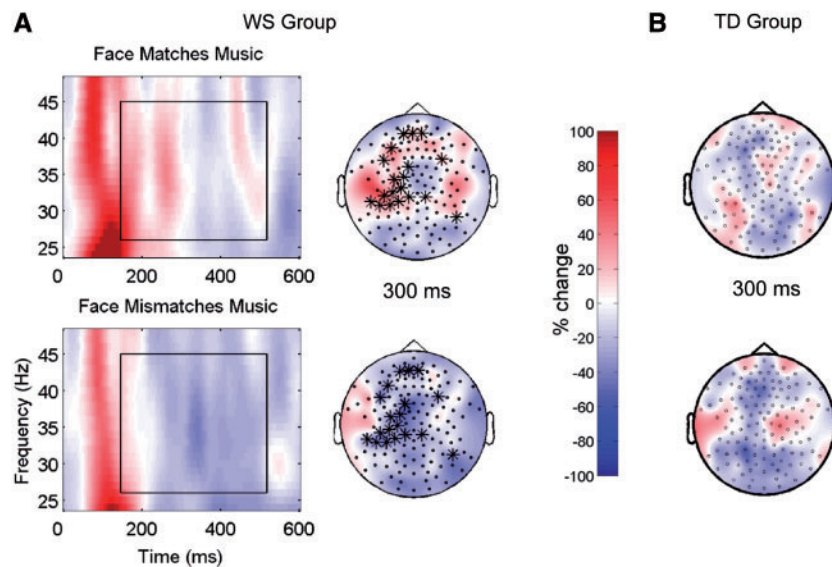 A
WS Group
B
TD Group
Face Matches Music
45
40
35
30
25
0
200
400
600
300 ms
Face Mismatches Music
45
40
35
30
25
0
200
400
600
Frequency (Hz)
Time (ms)
% change
100
80
60
40
20
0
-20
-40
-60
-80
-100
300 ms